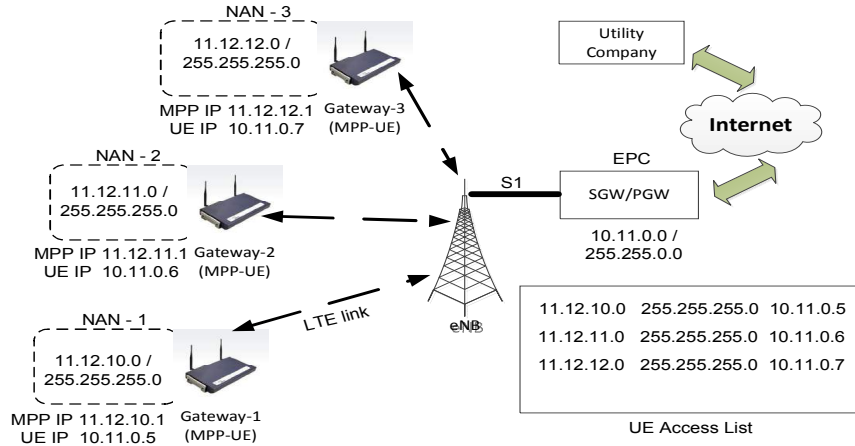 NAN - 3
11.12.12.0 /
255.255.255.0
MPP IP 11.12.12.1
UE IP 10.11.0.7
Gateway-3
(MPP-UE)
NAN - 2
11.12.11.0 /
255.255.255.0
MPP IP 11.12.11.1
UE IP 10.11.0.6
Gateway-2
(MPP-UE)
NAN - 1
11.12.10.0 /
255.255.255.0
MPP IP 11.12.10.1
UE IP 10.11.0.5
Gateway-1
(MPP-UE)
LTE link
eNB
S1
Utility
Company
Internet
EPC
SGW/PGW
10.11.0.0 /
255.255.0.0
11.12.10.0 255.255.255.0 10.11.0.5
11.12.11.0 255.255.255.0 10.11.0.6
11.12.12.0 255.255.255.0 10.11.0.7
UE Access List